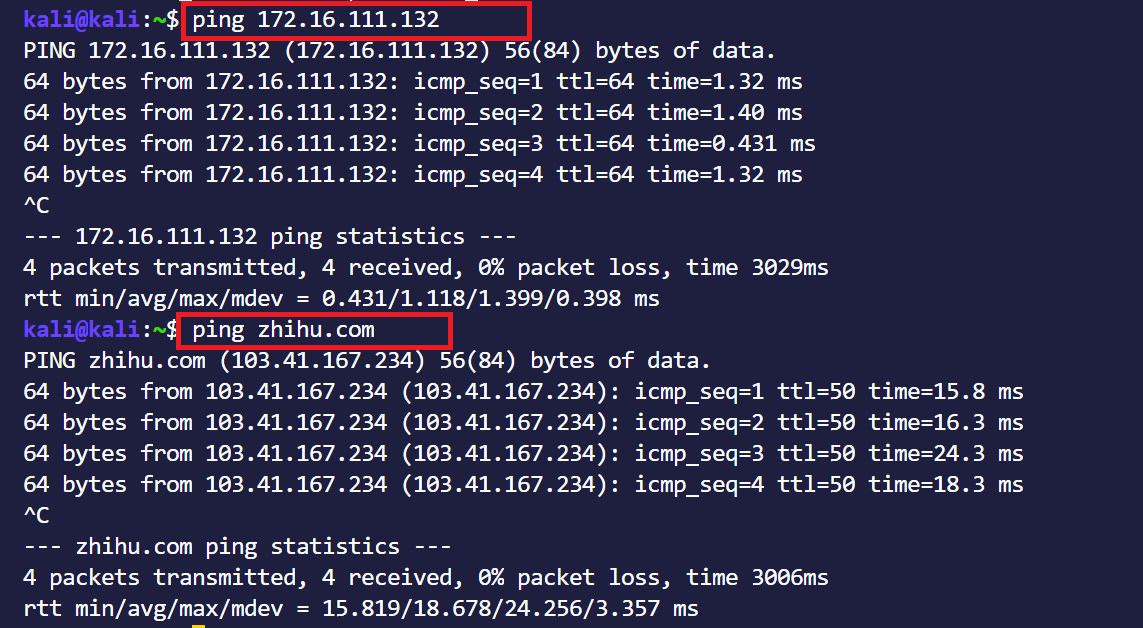 kali@kali:~$ ping 172.16.111.132
PING 172.16.111.132 (172.16.111.132) 56(84) bytes of data.
64 bytes from 172.16.111.132: icmp_seq=1 ttl=64 time=1.32 ms
64 bytes from 172.16.111.132: icmp_seq=2 ttl=64 time=1.40 ms
64 bytes from 172.16.111.132: icmp_seq=3 ttl=64 time=0.431 ms
64 bytes from 172.16.111.132: icmp_seq=4 ttl=64 time=1.32 ms
^C
--- 172.16.111.132 ping statistics ---
4 packets transmitted, 4 received, 0% packet loss, time 3029ms
rtt min/avg/max/mdev = 0.431/1.118/1.399/0.398 ms
kali@kali:~$ ping zhihu.com
PING zhihu.com (103.41.167.234) 56(84) bytes of data.
64 bytes from 103.41.167.234 (103.41.167.234): icmp_seq=1 ttl=50 time=15.8 ms
64 bytes from 103.41.167.234 (103.41.167.234): icmp_seq=2 ttl=50 time=16.3 ms
64 bytes from 103.41.167.234 (103.41.167.234): icmp_seq=3 ttl=50 time=24.3 ms
64 bytes from 103.41.167.234 (103.41.167.234): icmp_seq=4 ttl=50 time=18.3 ms
^C
--- zhihu.com ping statistics ---
4 packets transmitted, 4 received, 0% packet loss, time 3006ms
rtt min/avg/max/mdev = 15.819/18.678/24.256/3.357 ms